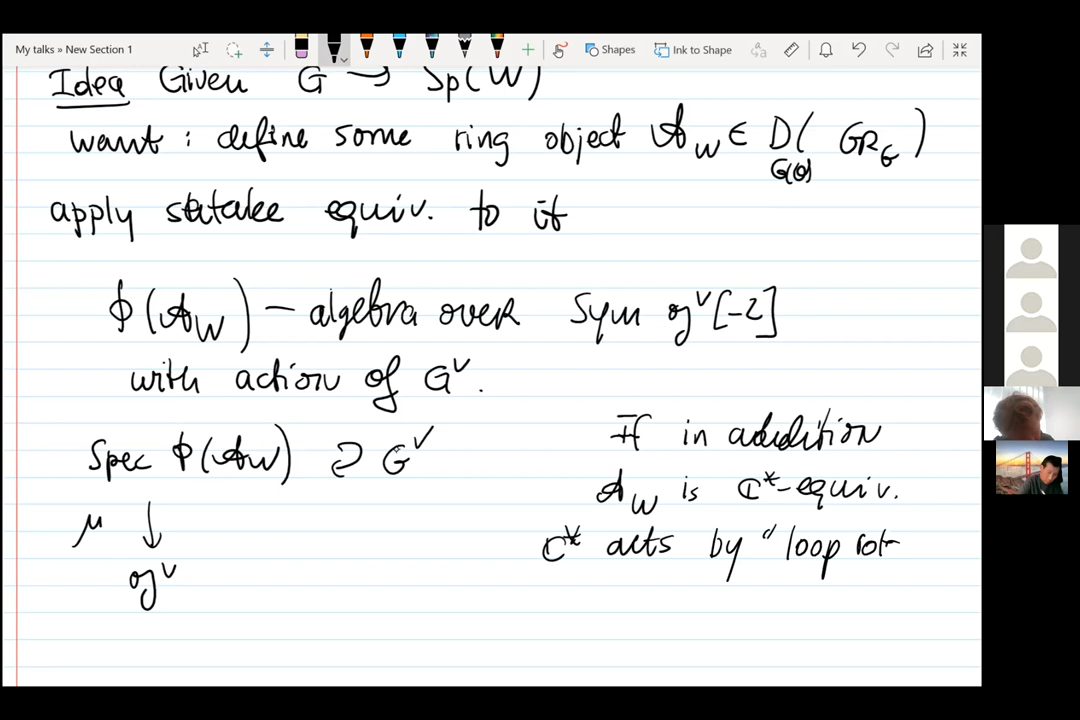 My talks » New Section 1
Shapes
Ink to Shape
Idea Given G → Sp(W)
want : define some ring object 𝒜_W ∈ D_{G(O)}( GR_G )
apply satake equiv. to it
Φ(𝒜_W) – algebra over Sym 𝔤^∨[-2]
with action of G^∨.
Spec Φ(𝒜_W) ⊃ G^∨
μ ↓
𝔤^∨
If in addition
𝒜_W is ℂ*-equiv.
ℂ* acts by "loop rot